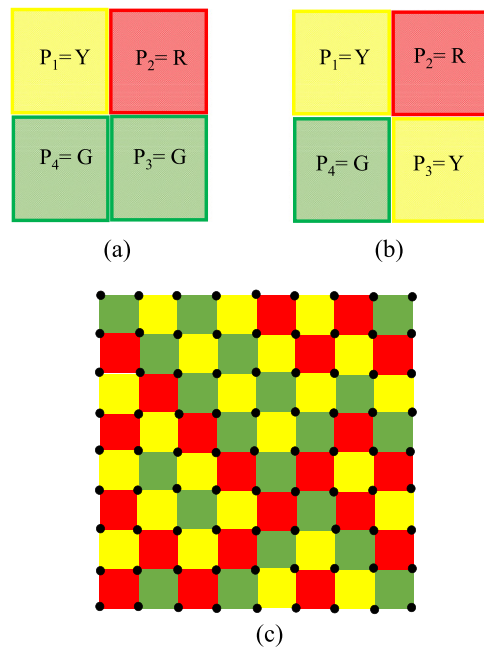 P₁= Y P₂= R P₁= Y P₂= R
P₄= G P₃= G P₄= G P₃= Y
(a) (b)
(c)